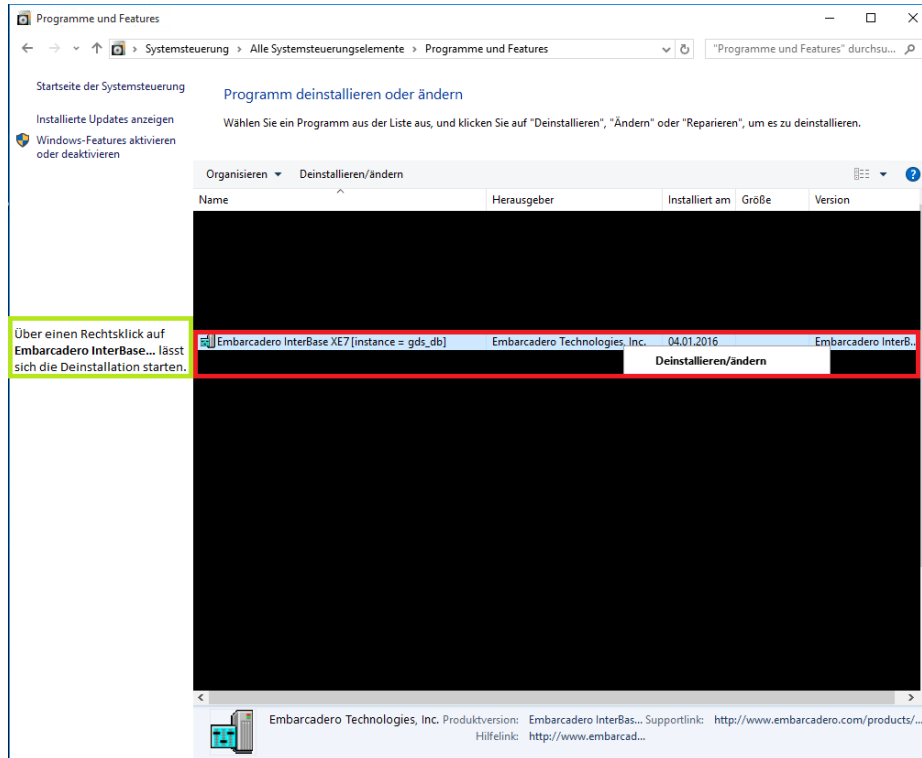 Programme und Features
Systemsteuerung > Alle Systemsteuerungselemente > Programme und Features
"Programme und Features" durchsu...
Startseite der Systemsteuerung
Installierte Updates anzeigen
Windows-Features aktivieren
oder deaktivieren
Programm deinstallieren oder ändern
Wählen Sie ein Programm aus der Liste aus, und klicken Sie auf "Deinstallieren", "Ändern" oder "Reparieren", um es zu deinstallieren.
Organisieren Deinstallieren/ändern
Name Herausgeber Installiert am Größe Version
Über einen Rechtsklick auf
Embarcadero InterBase... lässt
sich die Deinstallation starten.
Embarcadero InterBase XE7 [instance = gds_db] Embarcadero Technologies, Inc. 04.01.2016 Embarcadero InterB...
Deinstallieren/ändern
Embarcadero Technologies, Inc. Produktversion: Embarcadero InterBas... Supportlink: http://www.embarcadero.com/products/...
Hilfelink: http://www.embarcad...